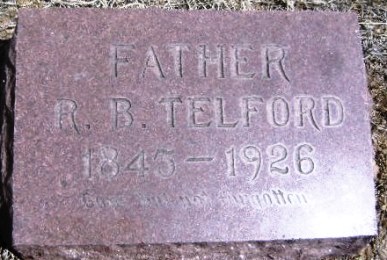 FATHER
R. B. TELFORD
1845-1926
Gone but not forgotten